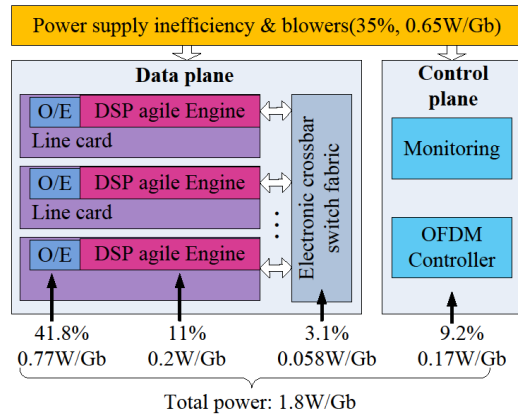 Power supply inefficiency & blowers(35%, 0.65W/Gb)
Data plane
O/E
DSP agile Engine
Line card
O/E
DSP agile Engine
Line card
O/E
DSP agile Engine
Electronic crossbar
switch fabric
Control
plane
Monitoring
OFDM
Controller
41.8%
0.77W/Gb
11%
0.2W/Gb
3.1%
0.058W/Gb
9.2%
0.17W/Gb
Total power: 1.8W/Gb